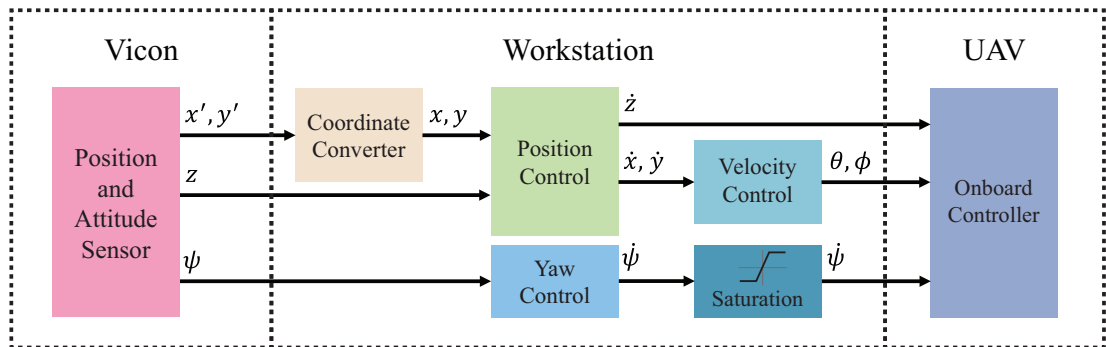 Vicon
Workstation
UAV
Position
and
Attitude
Sensor
x′, y′
z
ψ
Coordinate
Converter
x, y
Position
Control
ż
ẋ, ẏ
Velocity
Control
θ, ϕ
Yaw
Control
ψ̇
Saturation
ψ̇
Onboard
Controller